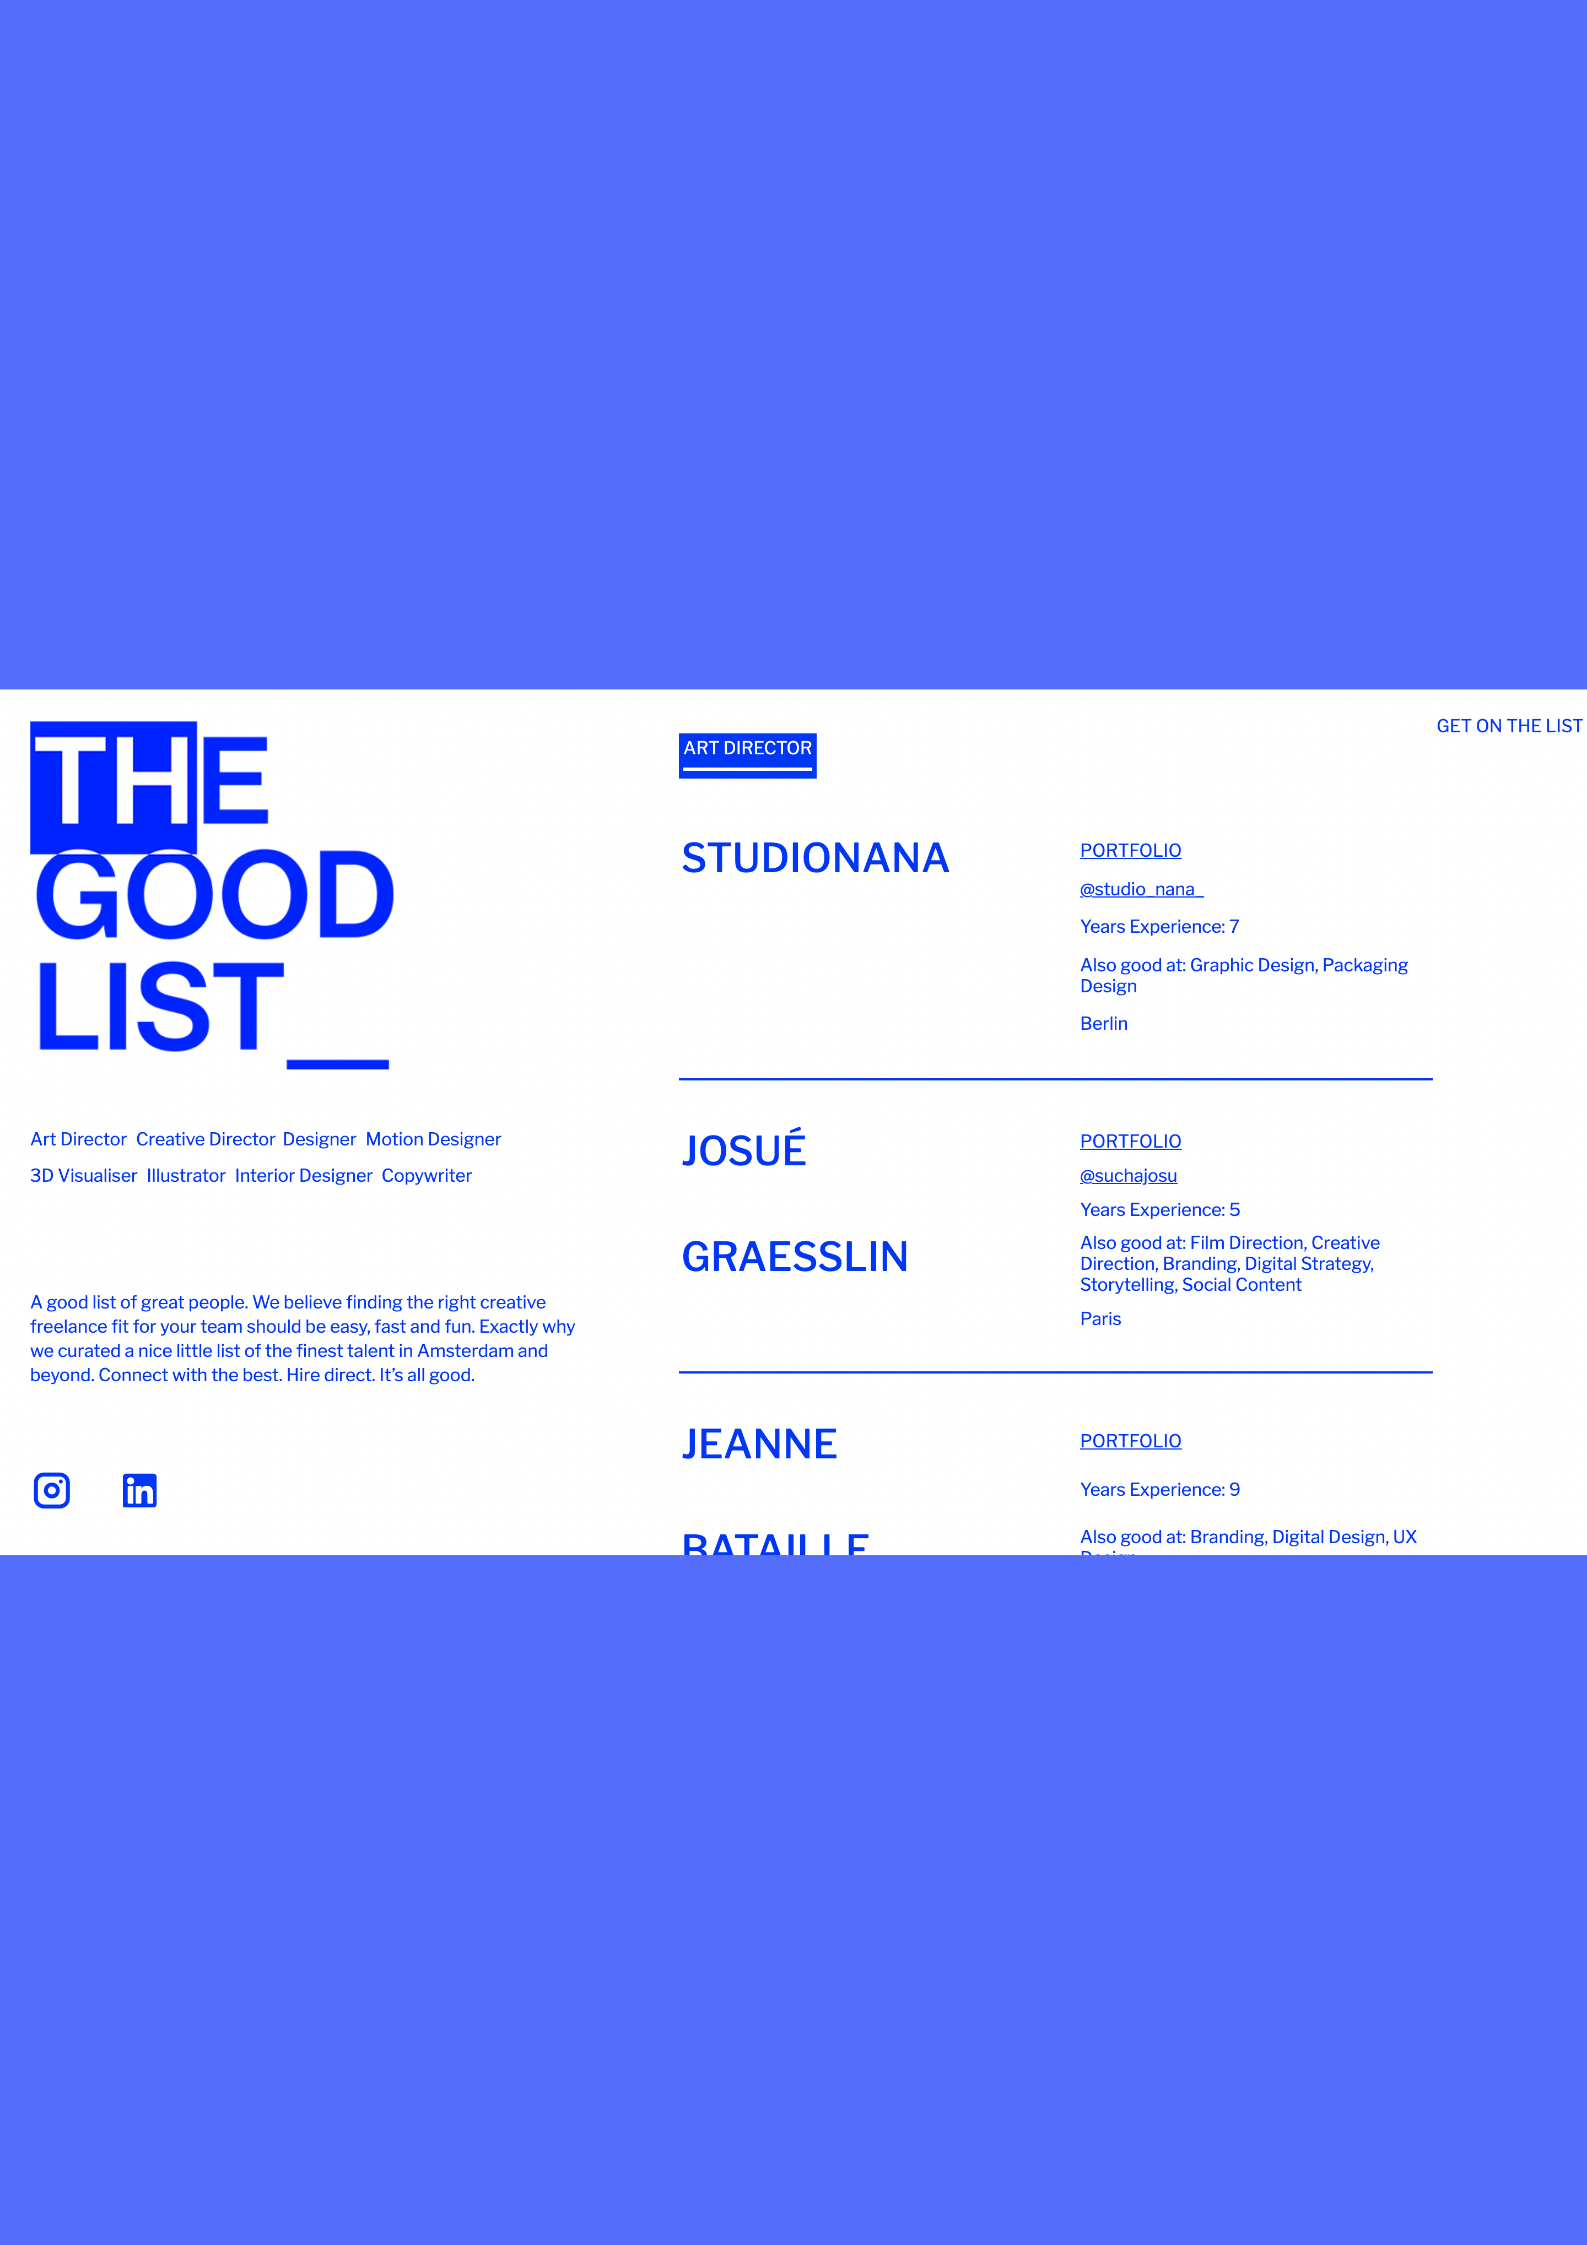 THE
GOOD
LIST_
Art Director Creative Director Designer Motion Designer
3D Visualiser Illustrator Interior Designer Copywriter
A good list of great people. We believe finding the right creative
freelance fit for your team should be easy, fast and fun. Exactly why
we curated a nice little list of the finest talent in Amsterdam and
beyond. Connect with the best. Hire direct. It’s all good.
in
GET ON THE LIST
ART DIRECTOR
STUDIONANA
PORTFOLIO
@studio_nana_
Years Experience: 7
Also good at: Graphic Design, Packaging
Design
Berlin
JOSUÉ
GRAESSLIN
PORTFOLIO
@suchajosu
Years Experience: 5
Also good at: Film Direction, Creative
Direction, Branding, Digital Strategy,
Storytelling, Social Content
Paris
JEANNE
BATAILLE
PORTFOLIO
Years Experience: 9
Also good at: Branding, Digital Design, UX
Design